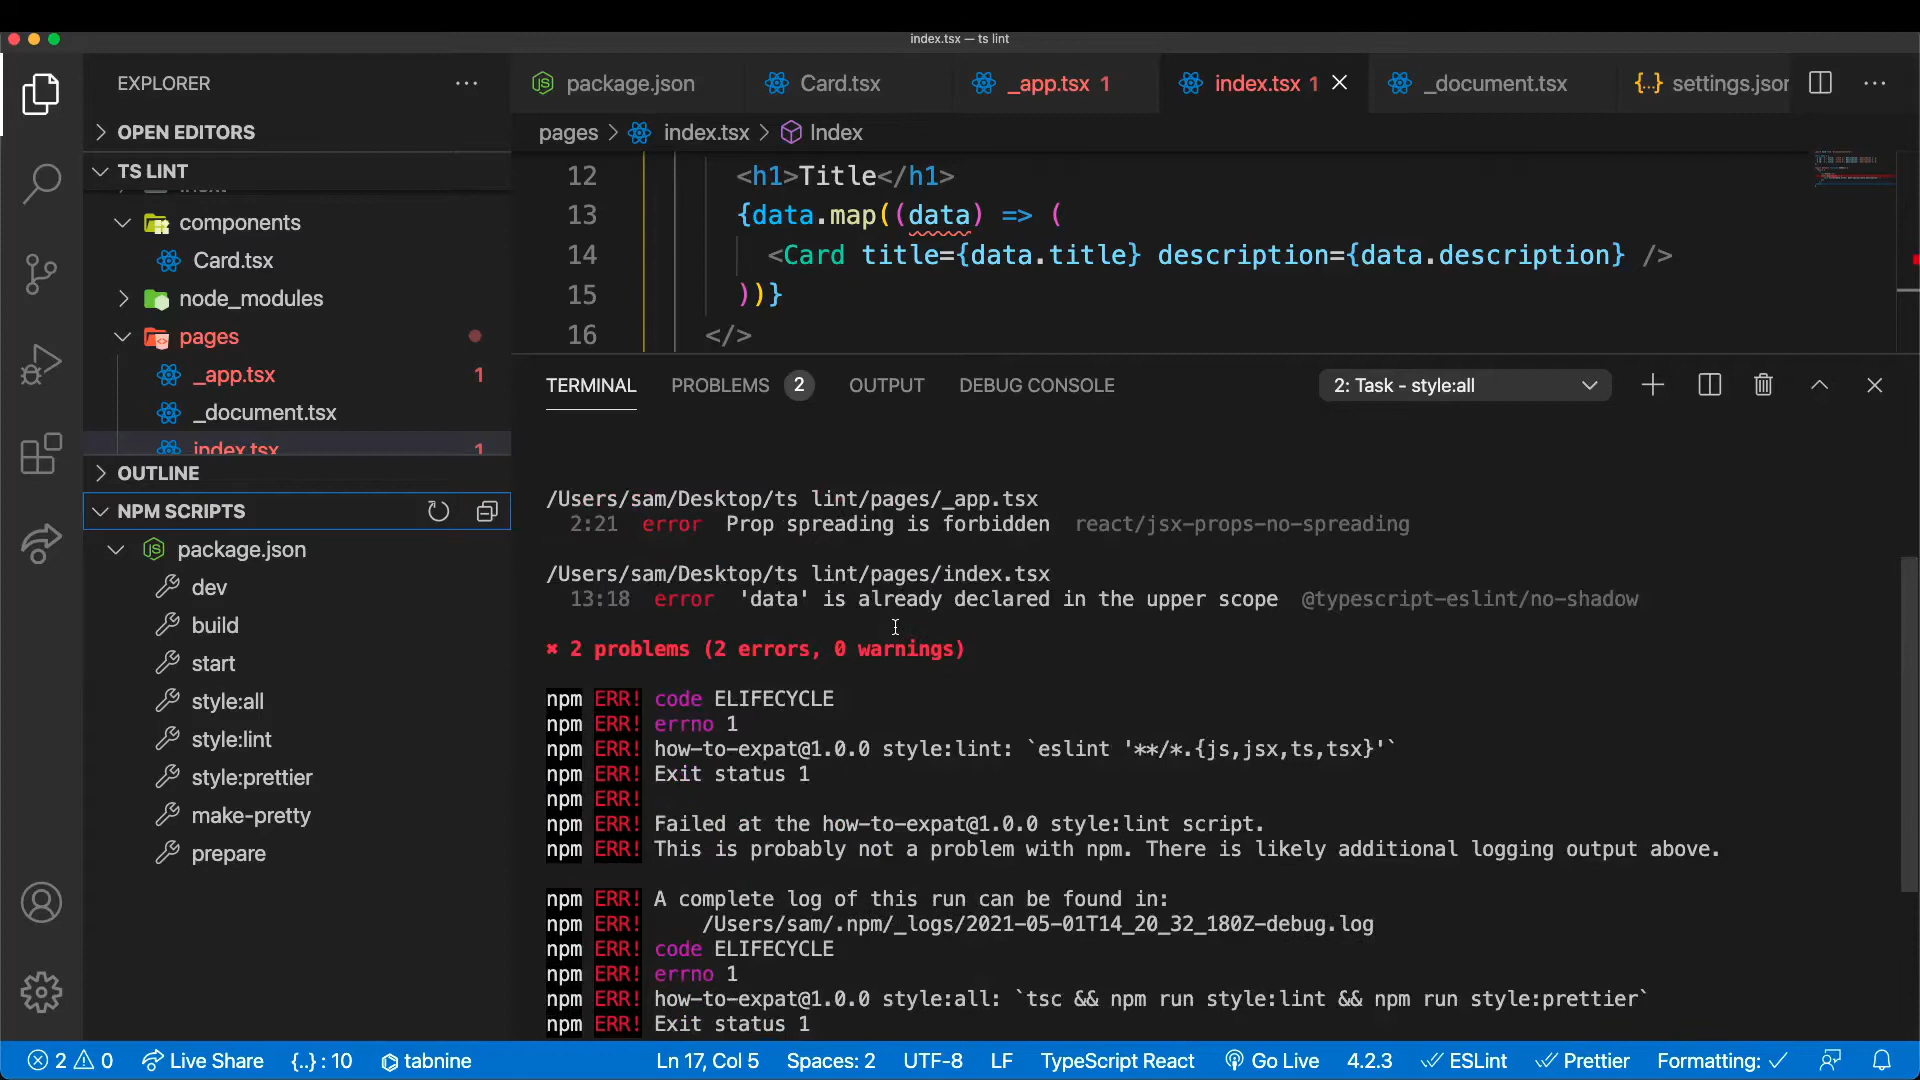 index.tsx — ts lint
EXPLORER
package.json
Card.tsx
_app.tsx 1
index.tsx 1
_document.tsx
{..} settings.json
OPEN EDITORS
pages > index.tsx > Index
TS LINT
components
Card.tsx
node_modules
pages
_app.tsx 1
_document.tsx
index.tsx 1
OUTLINE
NPM SCRIPTS
package.json
dev
build
start
style:all
style:lint
style:prettier
make-pretty
prepare
12 <h1>Title</h1>
13 {data.map((data) => (
14 <Card title={data.title} description={data.description} />
15 ))}
16 </>
TERMINAL PROBLEMS 2 OUTPUT DEBUG CONSOLE 2: Task - style:all
/Users/sam/Desktop/ts lint/pages/_app.tsx
2:21 error Prop spreading is forbidden react/jsx-props-no-spreading
/Users/sam/Desktop/ts lint/pages/index.tsx
13:18 error 'data' is already declared in the upper scope @typescript-eslint/no-shadow
✖ 2 problems (2 errors, 0 warnings)
npm ERR! code ELIFECYCLE
npm ERR! errno 1
npm ERR! how-to-expat@1.0.0 style:lint: `eslint '**/*.{js,jsx,ts,tsx}'`
npm ERR! Exit status 1
npm ERR!
npm ERR! Failed at the how-to-expat@1.0.0 style:lint script.
npm ERR! This is probably not a problem with npm. There is likely additional logging output above.
npm ERR! A complete log of this run can be found in:
npm ERR! /Users/sam/.npm/_logs/2021-05-01T14_20_32_180Z-debug.log
npm ERR! code ELIFECYCLE
npm ERR! errno 1
npm ERR! how-to-expat@1.0.0 style:all: `tsc && npm run style:lint && npm run style:prettier`
npm ERR! Exit status 1
2 0 Live Share {..} : 10 tabnine Ln 17, Col 5 Spaces: 2 UTF-8 LF TypeScript React Go Live 4.2.3 ESLint Prettier Formatting: ✓